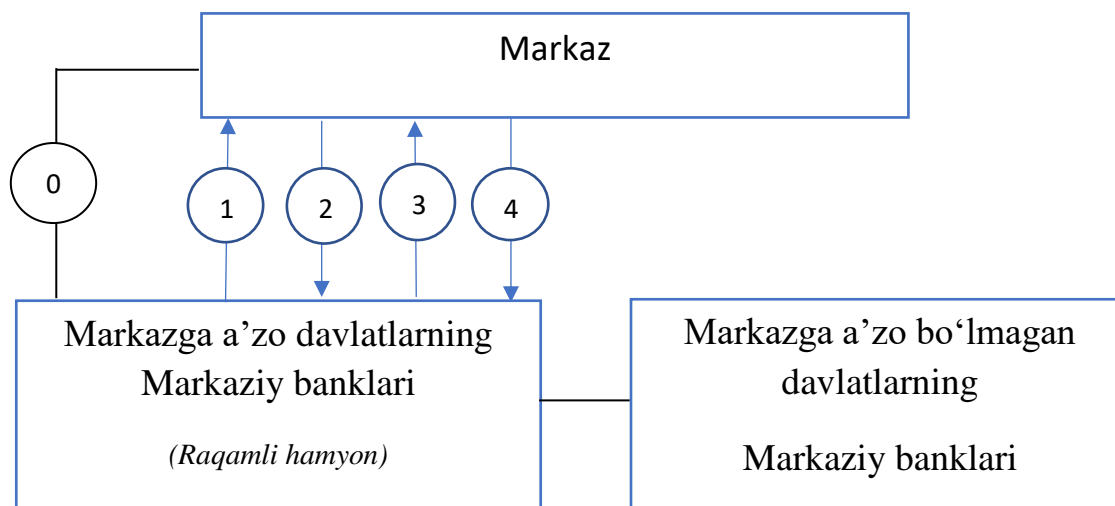 Markaz
0
1
2
3
4
Markazga a’zo davlatlarning
Markaziy banklari
(Raqamli hamyon)
Markazga a’zo bo‘lmagan
davlatlarning
Markaziy banklari